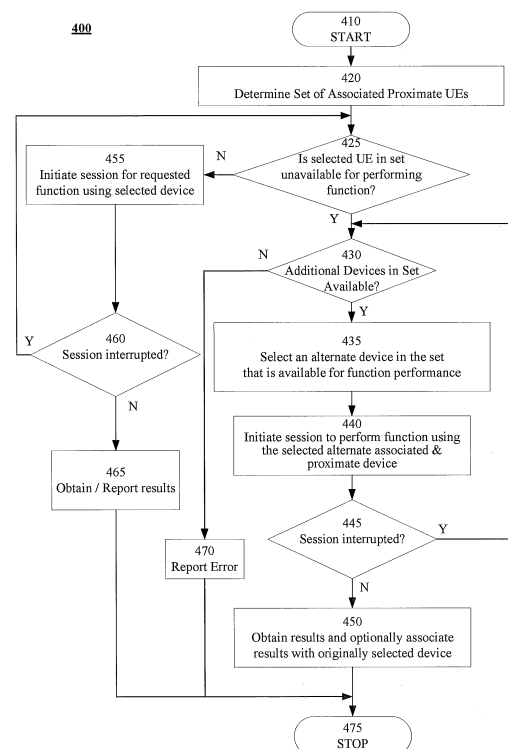 400
410
START
420
Determine Set of Associated Proximate UEs
425
Is selected UE in set
unavailable for performing
function?
N
Y
455
Initiate session for requested
function using selected device
430
Additional Devices in Set
Available?
N
Y
460
Session interrupted?
Y
N
435
Select an alternate device in the set
that is available for function performance
440
Initiate session to perform function using
the selected alternate associated &
proximate device
465
Obtain / Report results
445
Session interrupted?
Y
N
470
Report Error
450
Obtain results and optionally associate
results with originally selected device
475
STOP